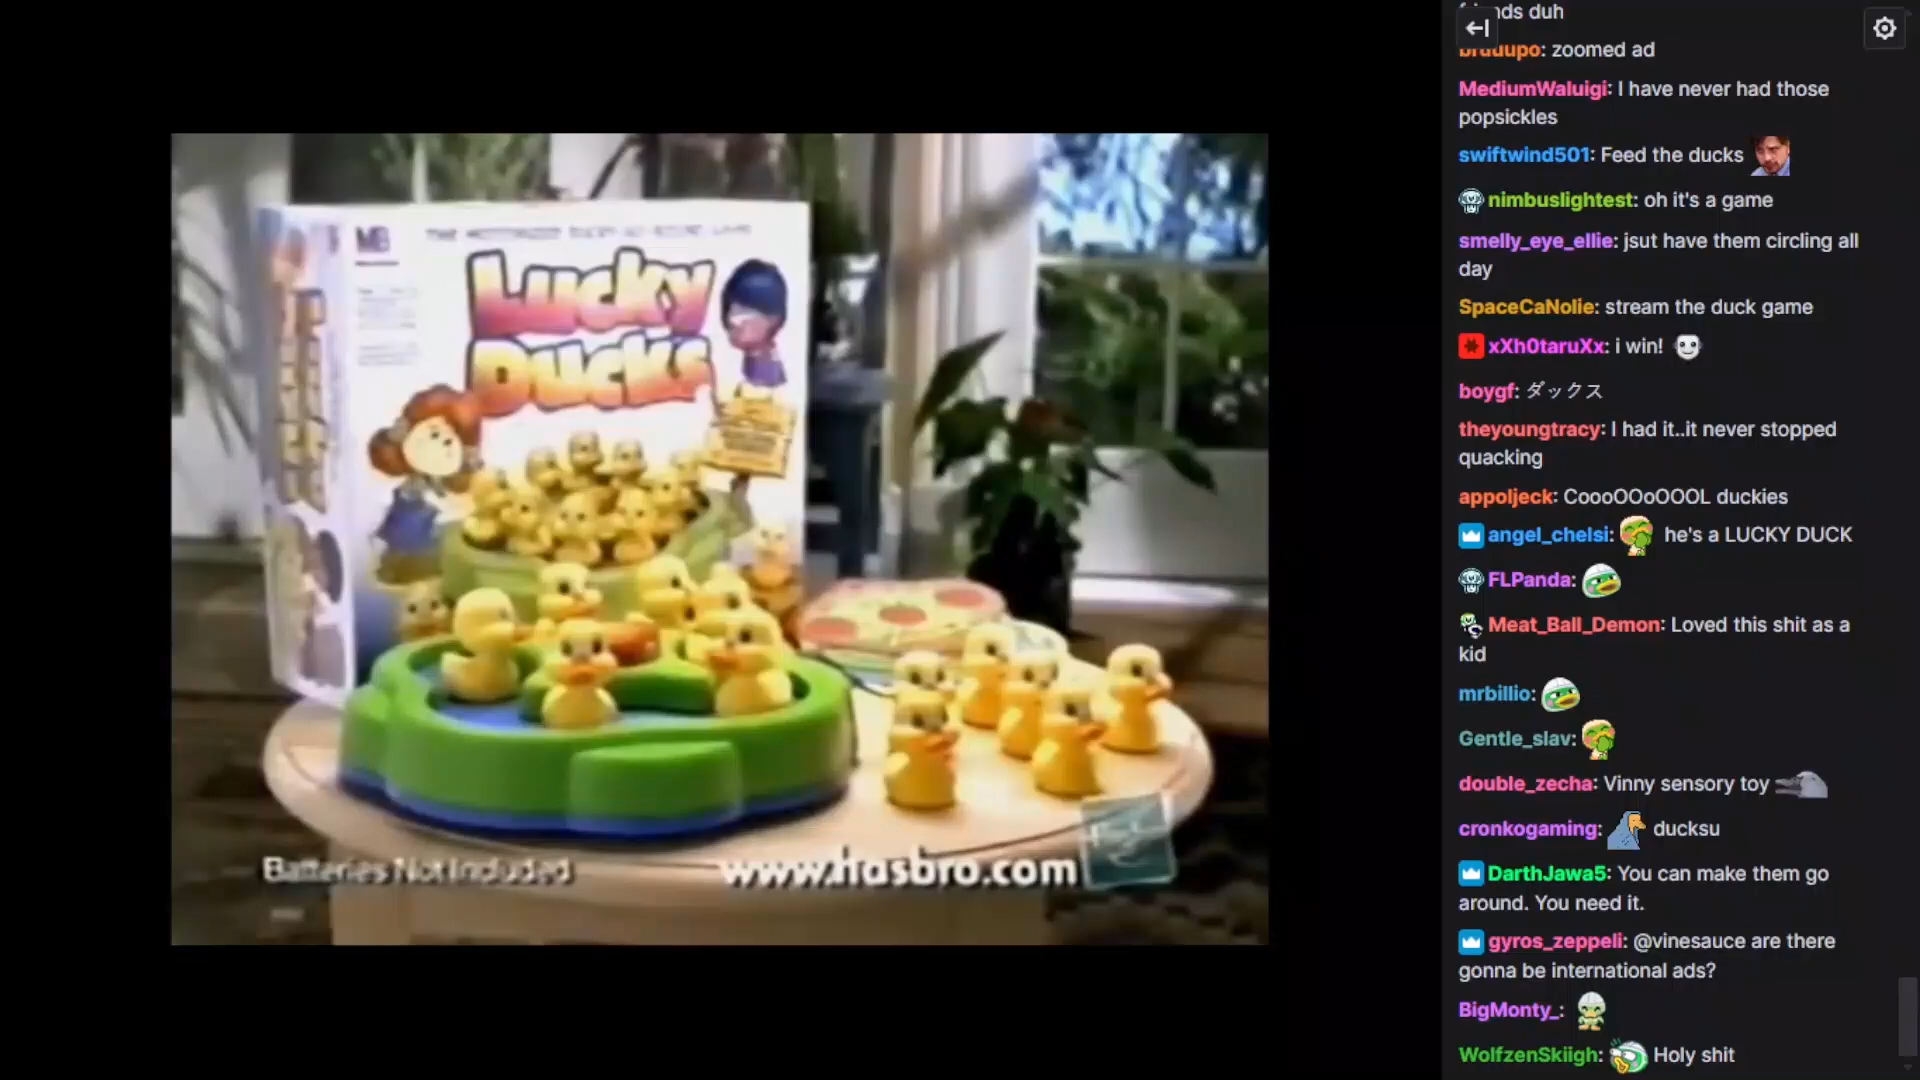 MB
Lucky
Ducks
Batteries Not Included
www.hasbro.com
friends duh
bruuupo: zoomed ad
MediumWaluigi: I have never had those
popsickles
swiftwind501: Feed the ducks
nimbuslightest: oh it's a game
smelly_eye_ellie: jsut have them circling all
day
SpaceCaNolie: stream the duck game
xXh0taruXx: i win!
boygf: ダックス
theyoungtracy: I had it..it never stopped
quacking
appoljeck: CoooOOoOOOL duckies
angel_chelsi: he's a LUCKY DUCK
FLPanda:
Meat_Ball_Demon: Loved this shit as a
kid
mrbillio:
Gentle_slav:
double_zecha: Vinny sensory toy
cronkogaming: ducksu
DarthJawa5: You can make them go
around. You need it.
gyros_zeppeli: @vinesauce are there
gonna be international ads?
BigMonty_:
WolfzenSkiigh: Holy shit